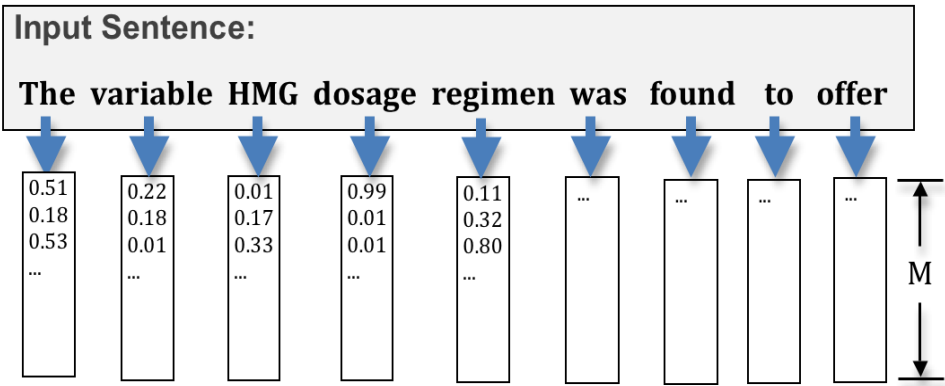 Input Sentence:
The variable HMG dosage regimen was found to offer
0.51 0.22 0.01 0.99 0.11 ... ... ... ...
0.18 0.18 0.17 0.01 0.32
0.53 0.01 0.33 0.01 0.80
... ... ... ... ...
M